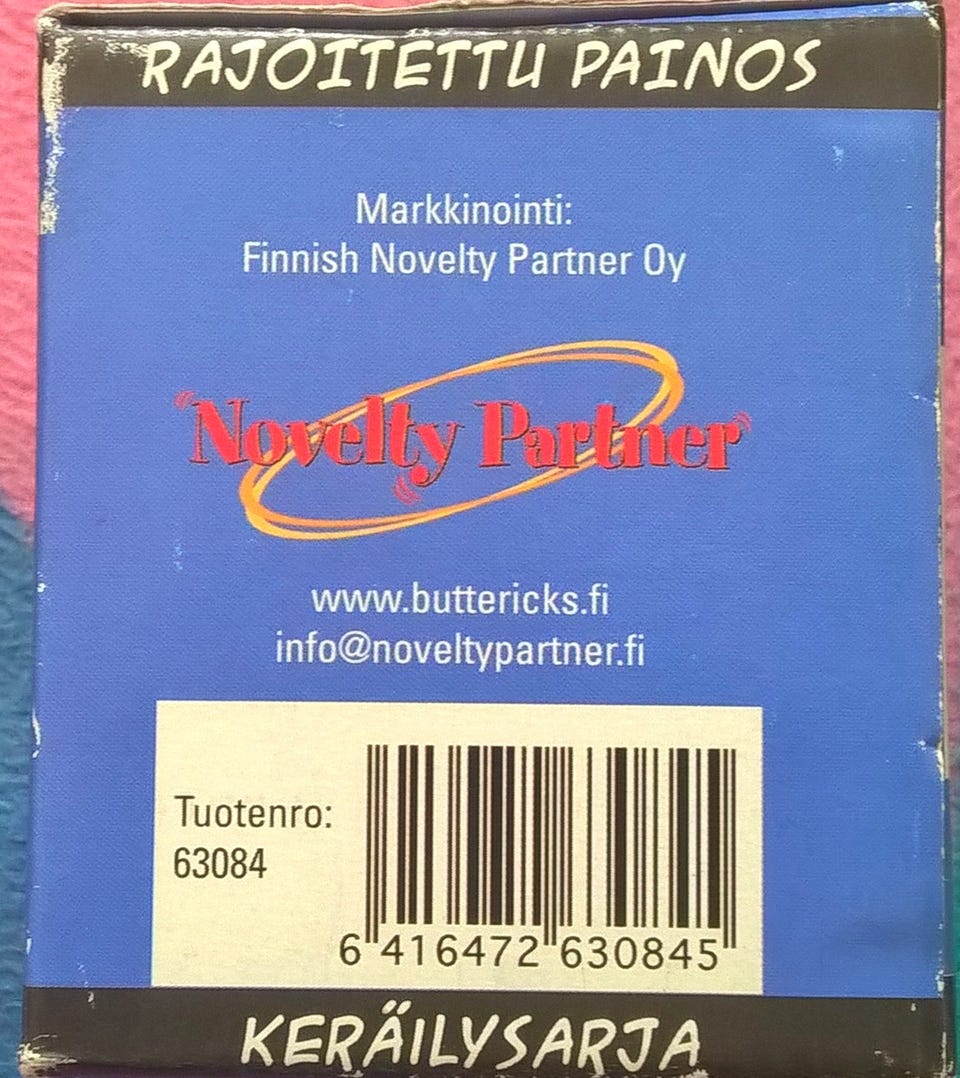 RAJOITETTU PAINOS
Markkinointi:
Finnish Novelty Partner Oy
Novelty Partner
www.buttericks.fi
info@noveltypartner.fi
Tuotenro:
63084
6 416472 630845
KERÄILYSARJA